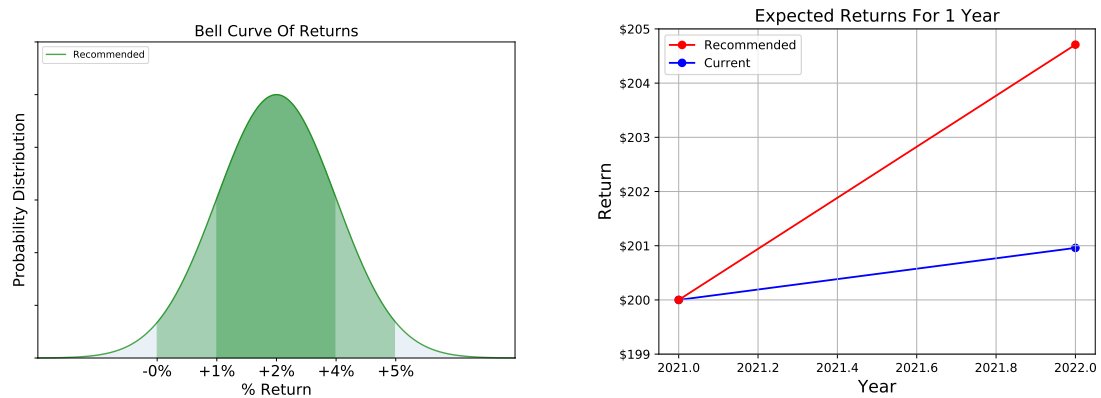 Bell Curve Of Returns
Recommended
Probability Distribution
-0% +1% +2% +4% +5%
% Return
Expected Returns For 1 Year
Recommended
Current
$205
$204
$203
$202
$201
$200
$199
Return
2021.0 2021.2 2021.4 2021.6 2021.8 2022.0
Year